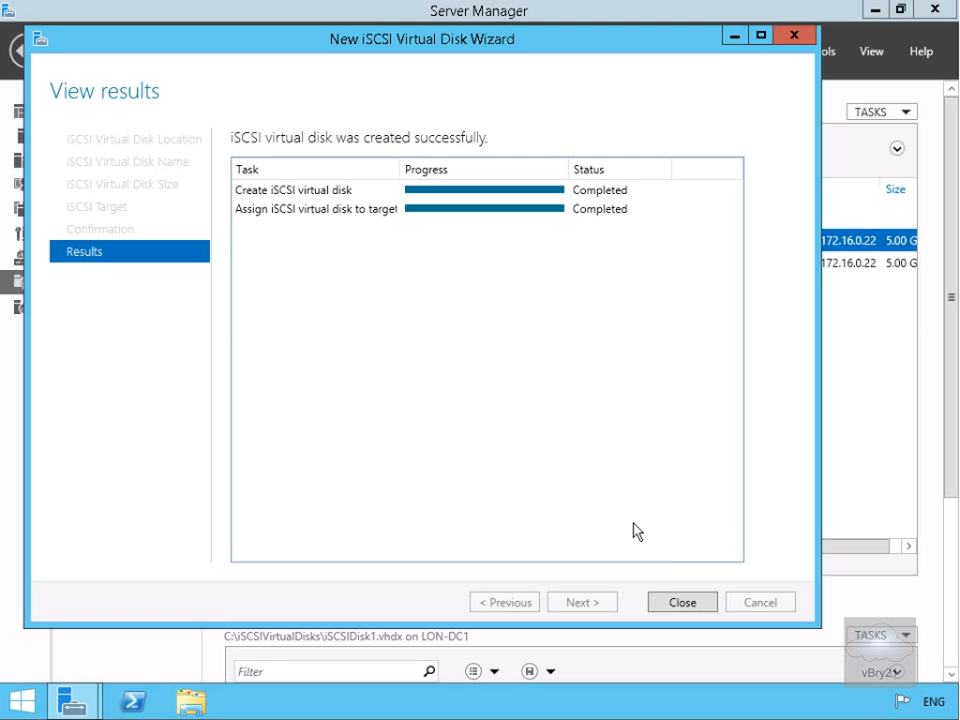 Server Manager
New iSCSI Virtual Disk Wizard
ols View Help
View results
TASKS
iSCSI Virtual Disk Location
iSCSI Virtual Disk Name
iSCSI Virtual Disk Size
iSCSI Target
Confirmation
Results
iSCSI virtual disk was created successfully.
Task Progress Status
Create iSCSI virtual disk Completed
Assign iSCSI virtual disk to target Completed
Size
172.16.0.22 5.00 G
172.16.0.22 5.00 G
< Previous Next > Close Cancel
C:\iSCSIVirtualDisks\iSCSIDisk1.vhdx on LON-DC1
TASKS
Filter
ENG